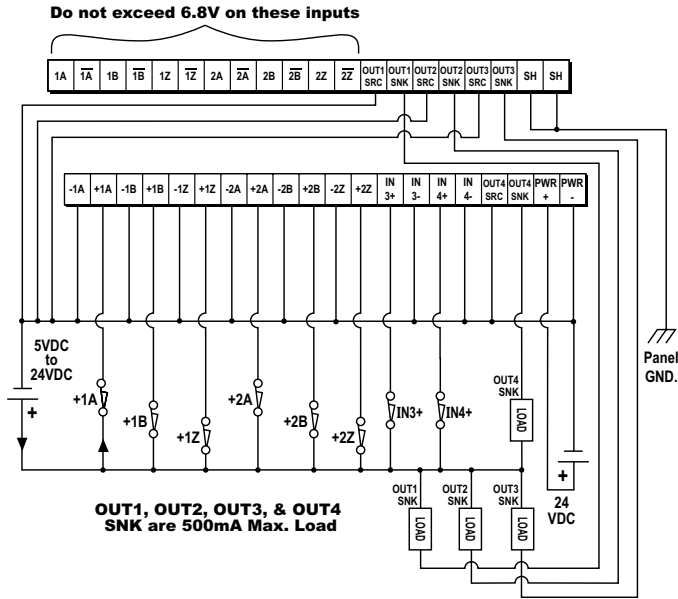 Do not exceed 6.8V on these inputs
1A 1A 1B 1B 1Z 1Z 2A 2A 2B 2B 2Z 2Z OUT1 SRC OUT1 SNK OUT2 SRC OUT2 SNK OUT3 SRC OUT3 SNK SH SH
-1A +1A -1B +1B -1Z +1Z -2A +2A -2B +2B -2Z +2Z IN 3+ IN 3- IN 4+ IN 4- OUT4 SRC OUT4 SNK PWR + PWR -
5VDC
to
24VDC
+
Panel
GND.
+1A
+1B
+1Z
+2A
+2B
+2Z
IN3+
IN4+
OUT4
SNK
LOAD
+
24
VDC
OUT1
SNK
LOAD
OUT2
SNK
LOAD
OUT3
SNK
LOAD
OUT1, OUT2, OUT3, & OUT4
SNK are 500mA Max. Load